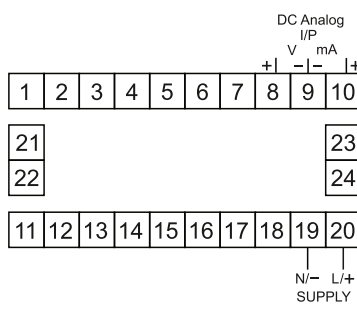 DC Analog
I/P
V mA
+ − − +
1 2 3 4 5 6 7 8 9 10
21 23
22 24
11 12 13 14 15 16 17 18 19 20
N/− L/+
SUPPLY